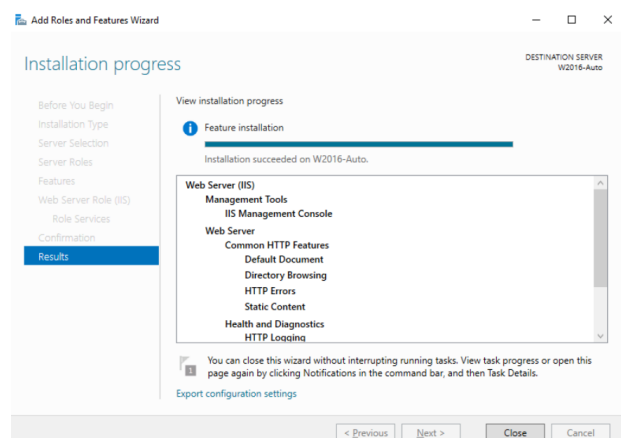 Add Roles and Features Wizard
Installation progress
DESTINATION SERVER
W2016-Auto
Before You Begin
Installation Type
Server Selection
Server Roles
Features
Web Server Role (IIS)
Role Services
Confirmation
Results
View installation progress
Feature installation
Installation succeeded on W2016-Auto.
Web Server (IIS)
Management Tools
IIS Management Console
Web Server
Common HTTP Features
Default Document
Directory Browsing
HTTP Errors
Static Content
Health and Diagnostics
HTTP Logging
1
You can close this wizard without interrupting running tasks. View task progress or open this
page again by clicking Notifications in the command bar, and then Task Details.
Export configuration settings
< Previous
Next >
Close
Cancel